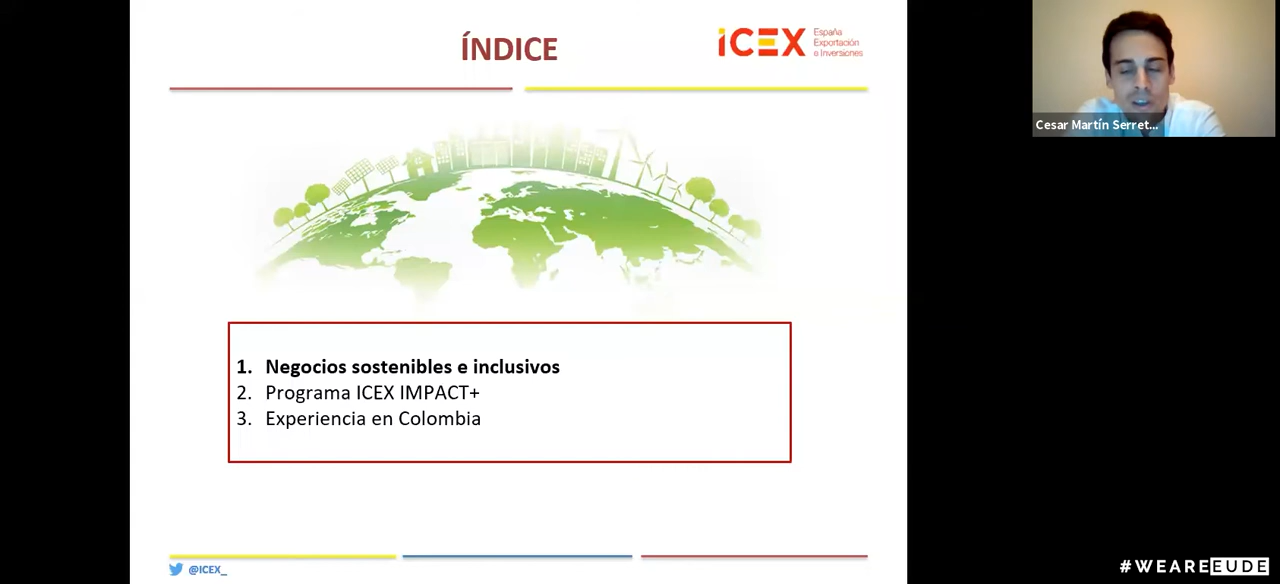 ÍNDICE
icex
España
Exportación
e Inversiones
Cesar Martín Serret...
1. Negocios sostenibles e inclusivos
2. Programa ICEX IMPACT+
3. Experiencia en Colombia
@ICEX_
#WEAREEUDE